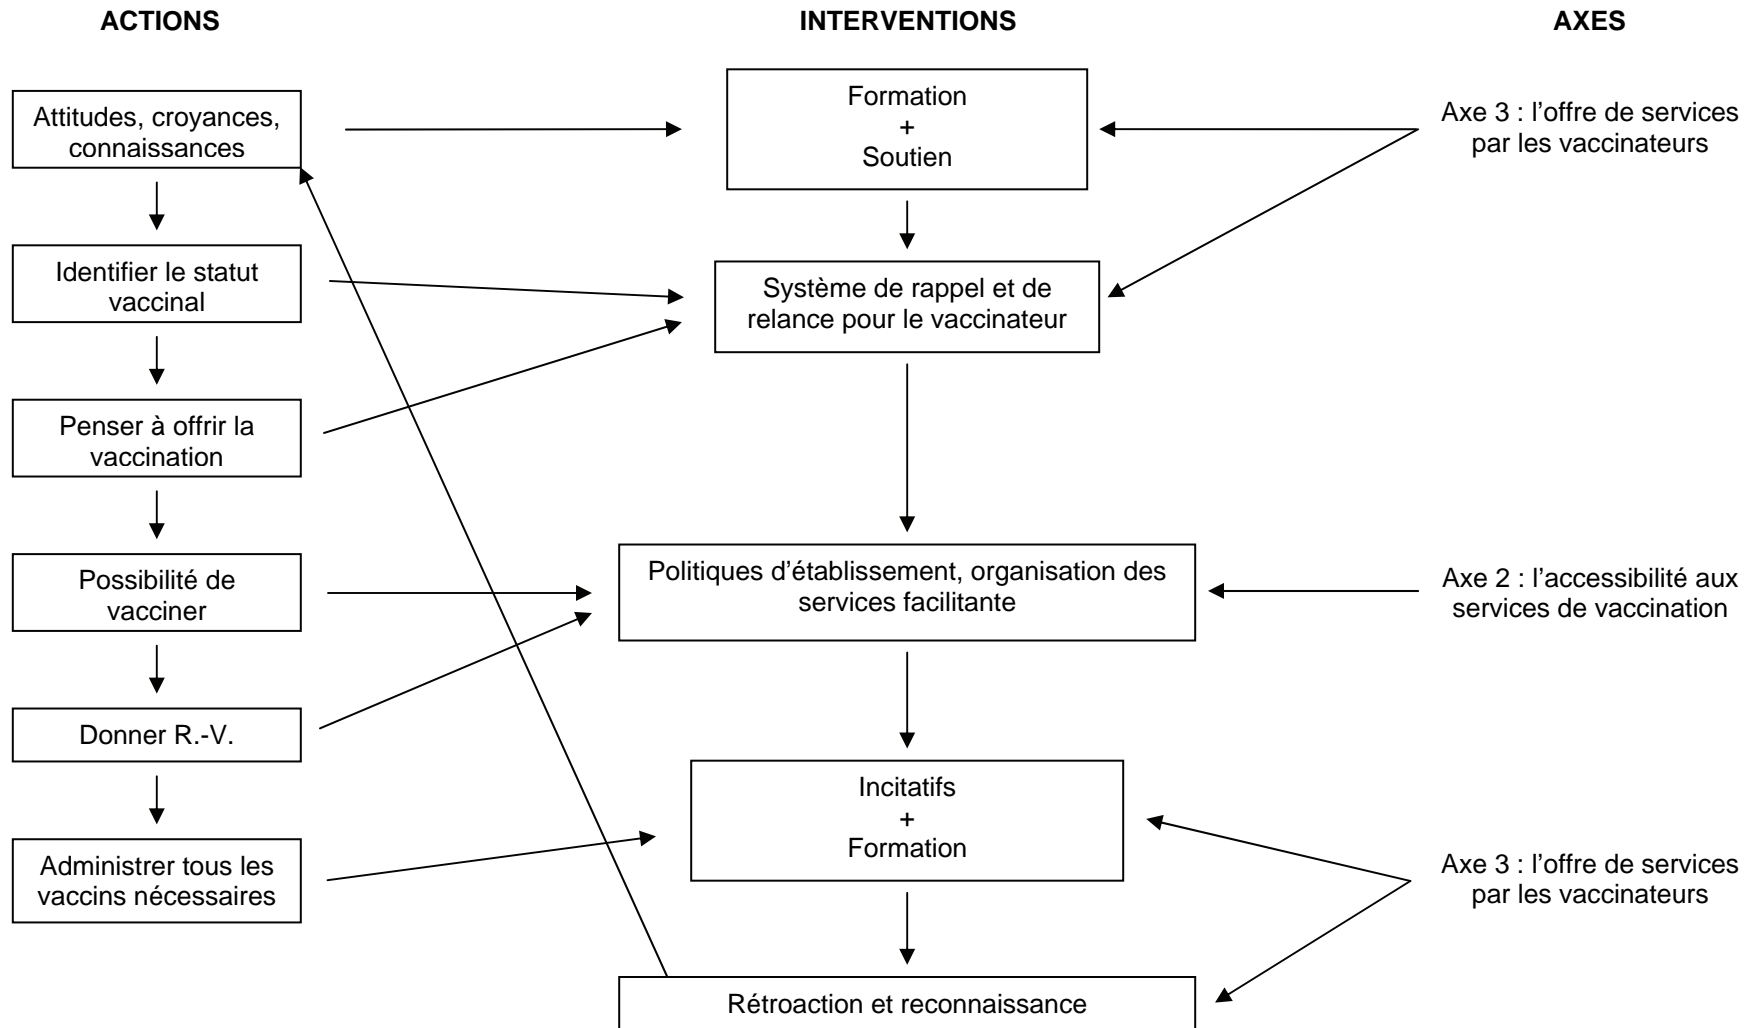 ACTIONS
INTERVENTIONS
AXES
Attitudes, croyances,
connaissances
Formation
+
Soutien
Axe 3 : l’offre de services
par les vaccinateurs
Identifier le statut
vaccinal
Système de rappel et de
relance pour le vaccinateur
Penser à offrir la
vaccination
Possibilité de
vacciner
Politiques d’établissement, organisation des
services facilitante
Axe 2 : l’accessibilité aux
services de vaccination
Donner R.-V.
Incitatifs
+
Formation
Administrer tous les
vaccins nécessaires
Axe 3 : l’offre de services
par les vaccinateurs
Rétroaction et reconnaissance